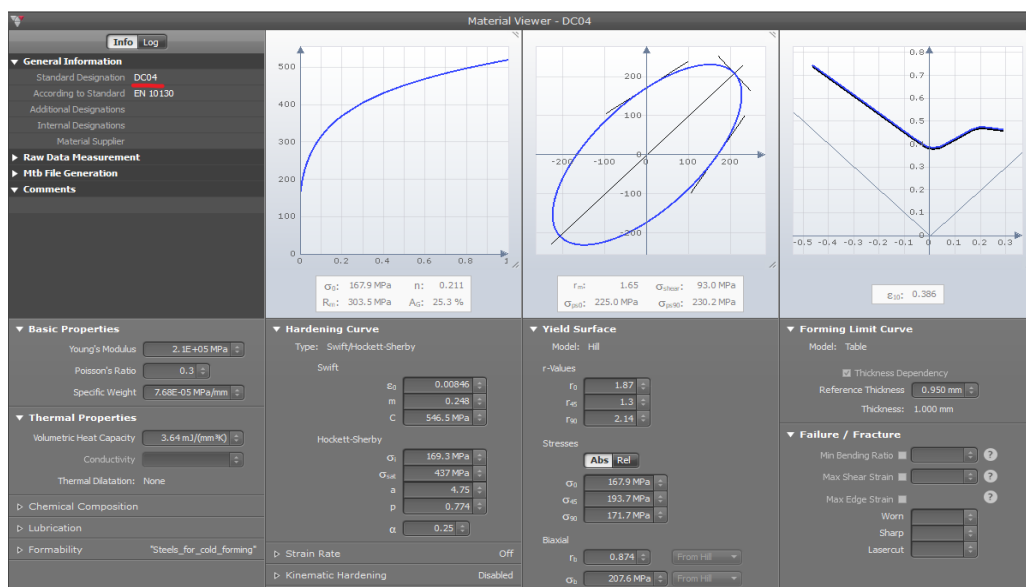 Material Viewer - DC04
Info Log
General Information
Standard Designation DC04
According to Standard EN 10130
Additional Designations
Internal Designations
Material Supplier
Raw Data Measurement
Mtb File Generation
Comments
500
400
300
200
100
0
0 0.2 0.4 0.6 0.8 1
σ₀: 167.9 MPa n: 0.211
Rₘ: 303.5 MPa A_G: 25.3 %
200
100
0
-100
-200
-200 -100 0 100 200
rₘ: 1.65 σshear: 93.0 MPa
σps0: 225.0 MPa σps90: 230.2 MPa
0.8
0.7
0.6
0.5
0.4
0.3
0.2
0.1
0
-0.5 -0.4 -0.3 -0.2 -0.1 0 0.1 0.2 0.3
ε₁₀: 0.386
Basic Properties
Young's Modulus 2.1E+05 MPa
Poisson's Ratio 0.3
Specific Weight 7.68E-05 MPa/mm
Thermal Properties
Volumetric Heat Capacity 3.64 mJ/(mm³K)
Conductivity
Thermal Dilatation: None
Chemical Composition
Lubrication
Formability "Steels_for_cold_forming"
Hardening Curve
Type: Swift/Hockett-Sherby
Swift
ε₀ 0.00846
m 0.248
C 546.5 MPa
Hockett-Sherby
σᵢ 169.3 MPa
σsat 437 MPa
a 4.75
p 0.774
α 0.25
Strain Rate Off
Kinematic Hardening Disabled
Yield Surface
Model: Hill
r-Values
r₀ 1.87
r₄₅ 1.3
r₉₀ 2.14
Stresses
Abs Rel
σ₀ 167.9 MPa
σ₄₅ 193.7 MPa
σ₉₀ 171.7 MPa
Biaxial
r_b 0.874 From Hill
σ_b 207.6 MPa From Hill
Forming Limit Curve
Model: Table
Thickness Dependency
Reference Thickness 0.950 mm
Thickness: 1.000 mm
Failure / Fracture
Min Bending Ratio ?
Max Shear Strain ?
Max Edge Strain ?
Worn
Sharp
Lasercut